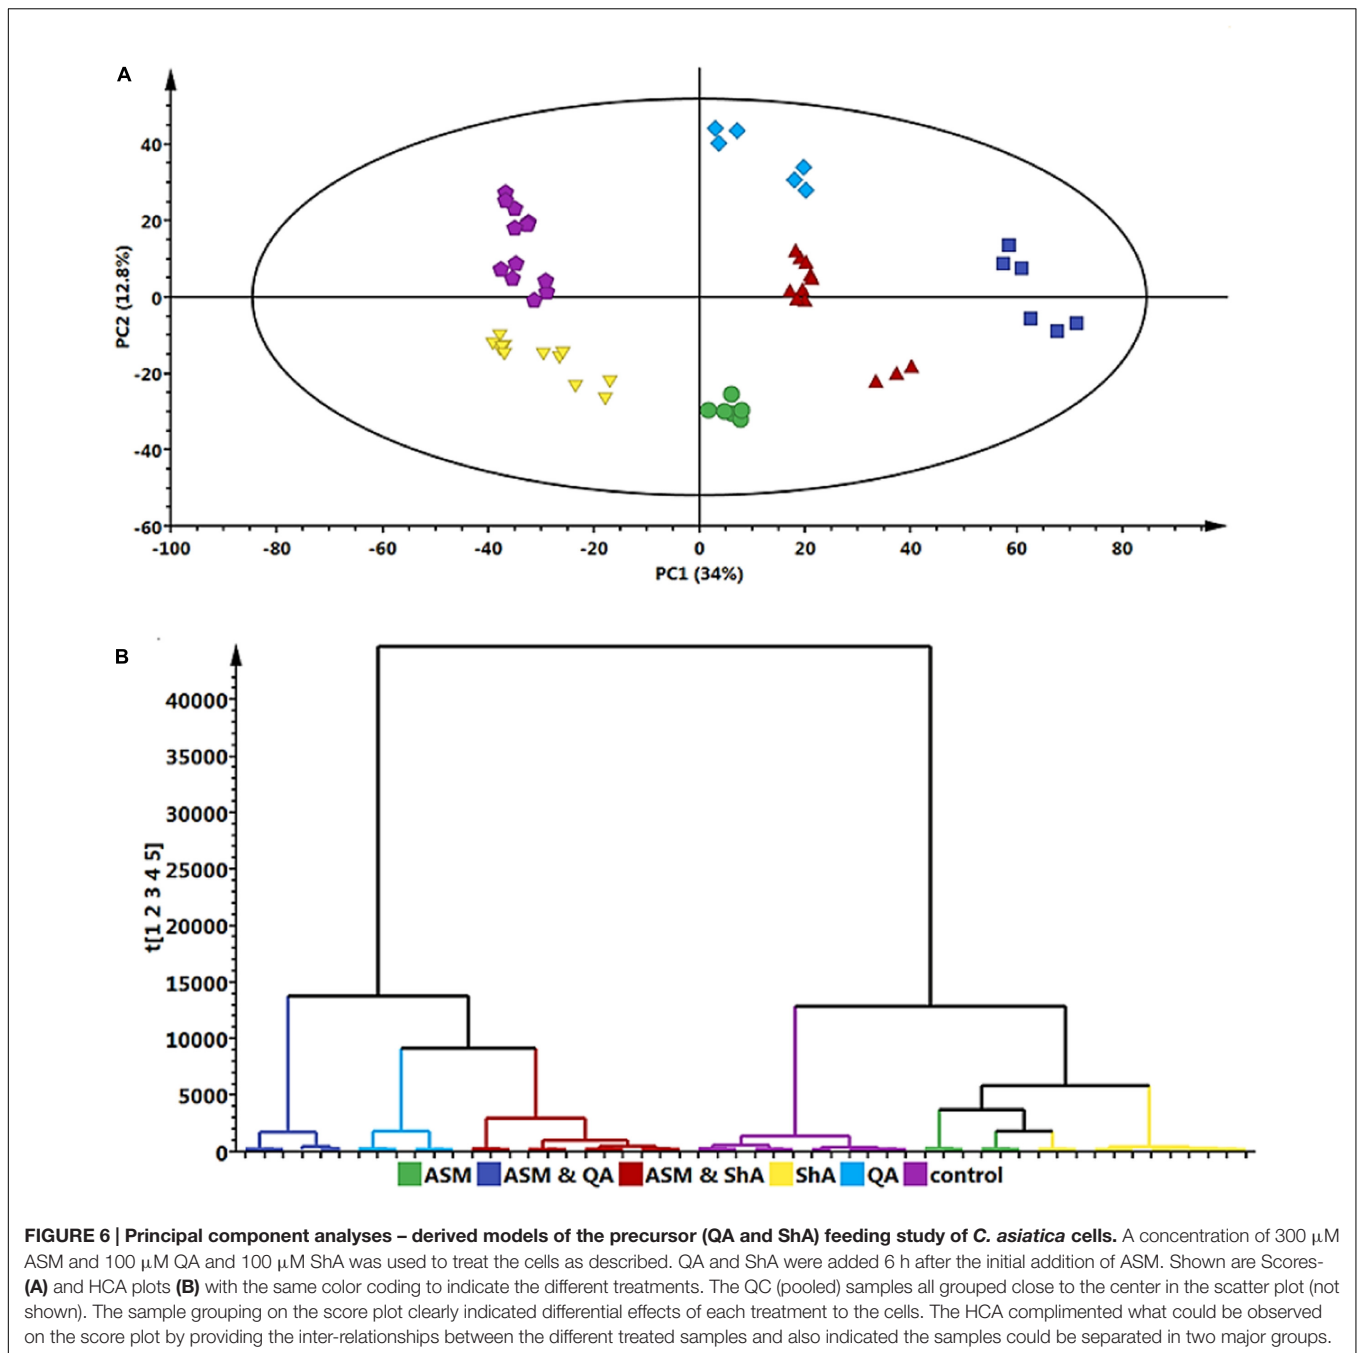 A
40
20
0
-20
-40
-60
PC2 (12.8%)
-100 -80 -60 -40 -20 0 20 40 60 80
PC1 (34%)
B
40000
35000
30000
25000
20000
15000
10000
5000
0
t[1 2 3 4 5]
ASM ASM & QA ASM & ShA ShA QA control
FIGURE 6 | Principal component analyses – derived models of the precursor (QA and ShA) feeding study of C. asiatica cells. A concentration of 300 μM
ASM and 100 μM QA and 100 μM ShA was used to treat the cells as described. QA and ShA were added 6 h after the initial addition of ASM. Shown are Scores-
(A) and HCA plots (B) with the same color coding to indicate the different treatments. The QC (pooled) samples all grouped close to the center in the scatter plot (not
shown). The sample grouping on the score plot clearly indicated differential effects of each treatment to the cells. The HCA complimented what could be observed
on the score plot by providing the inter-relationships between the different treated samples and also indicated the samples could be separated in two major groups.